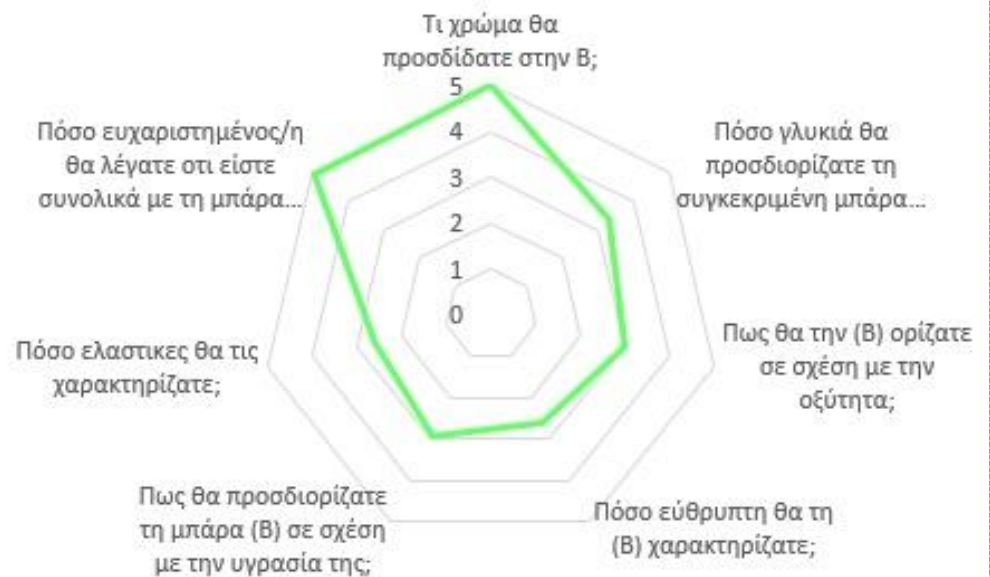 Τι χρώμα θα
προσδίδατε στην Β;
Πόσο γλυκιά θα
προσδιορίζατε τη
συγκεκριμένη μπάρα...
Πως θα την (Β) ορίζατε
σε σχέση με την
οξύτητα;
Πόσο εύθρυπτη θα τη
(Β) χαρακτηρίζατε;
Πως θα προσδιορίζατε
τη μπάρα (Β) σε σχέση
με την υγρασία της;
Πόσο ελαστικες θα τις
χαρακτηρίζατε;
Πόσο ευχαριστημένος/η
θα λέγατε οτι είστε
συνολικά με τη μπάρα...
5
4
3
2
1
0